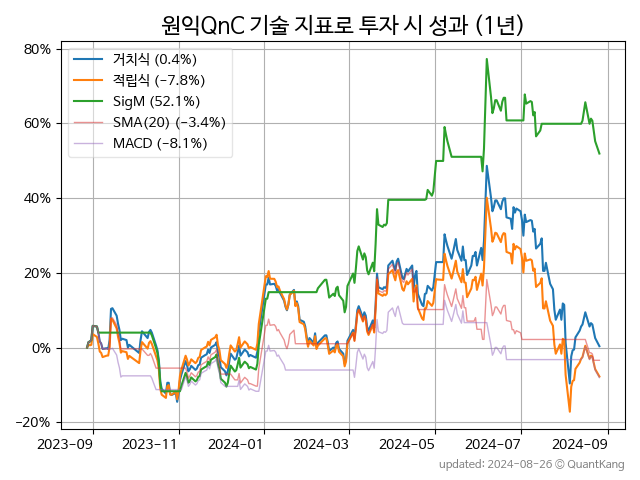 원익QnC 기술 지표로 투자 시 성과 (1년)
거치식 (0.4%)
적립식 (−7.8%)
SigM (52.1%)
SMA(20) (−3.4%)
MACD (−8.1%)
80%
60%
40%
20%
0%
−20%
2023-09 2023-11 2024-01 2024-03 2024-05 2024-07 2024-09
updated: 2024-08-26 © QuantKang